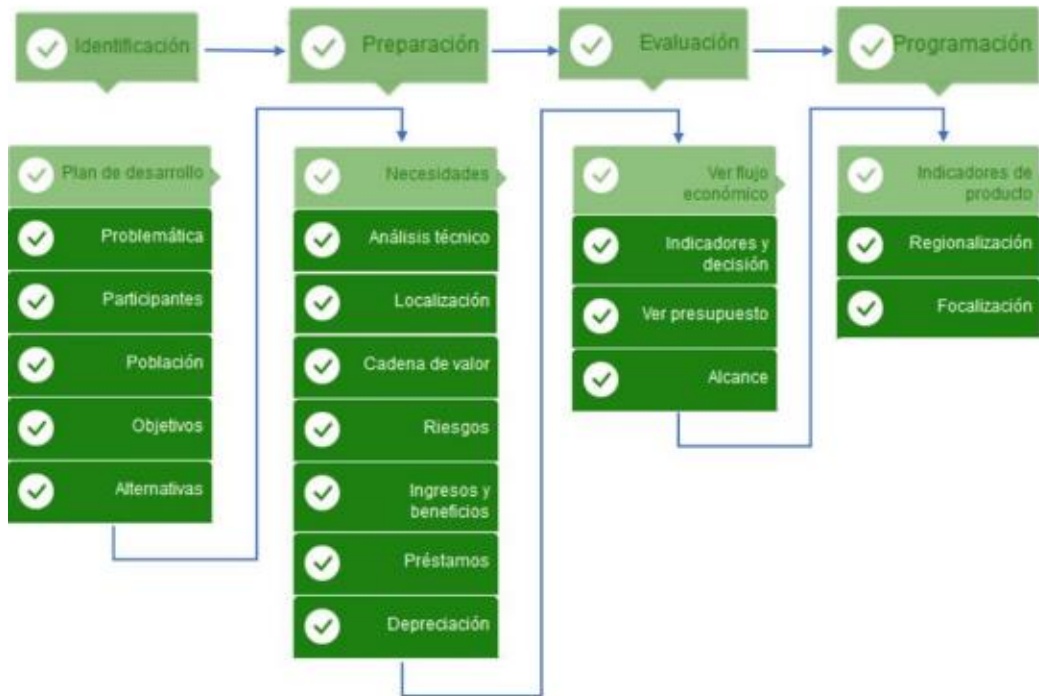 Identificación
Preparación
Evaluación
Programación
Plan de desarrollo
Problemática
Participantes
Población
Objetivos
Alternativas
Necesidades
Análisis técnico
Localización
Cadena de valor
Riesgos
Ingresos y
beneficios
Préstamos
Depreciación
Ver flujo
económico
Indicadores y
decisión
Ver presupuesto
Alcance
Indicadores de
producto
Regionalización
Focalización